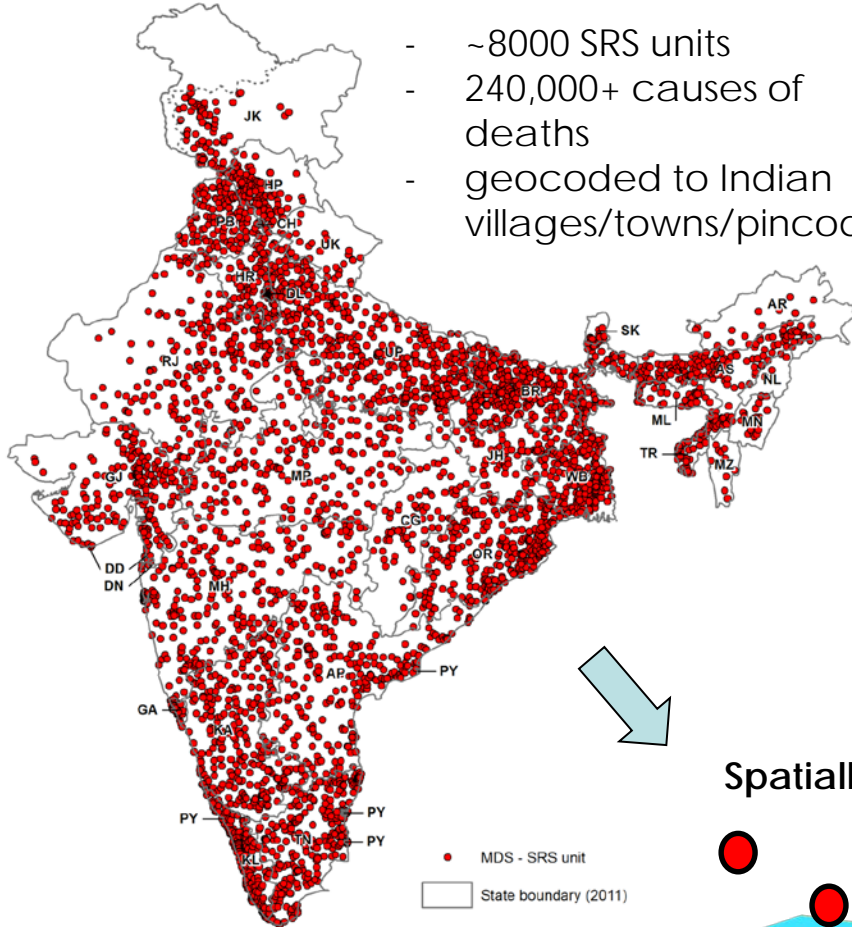 - ~8000 SRS units
- 240,000+ causes of
deaths
- geocoded to Indian
villages/towns/pincod
JK
HP
PB
CH
UK
HR
DL
AR
SK
RJ
UP
AS
BR
NL
ML
MN
GJ
MP
JH
TR
MZ
WB
CG
OR
DD
DN
MH
AP
PY
GA
KA
PY
PY
TN
PY
KL
MDS - SRS unit
State boundary (2011)
Spatiall